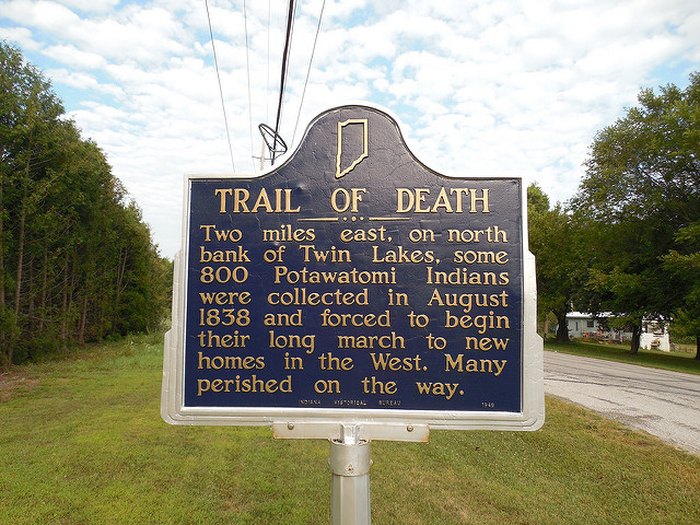 TRAIL OF DEATH
Two miles east, on north
bank of Twin Lakes, some
800 Potawatomi Indians
were collected in August
1838 and forced to begin
their long march to new
homes in the West. Many
perished on the way.
INDIANA HISTORICAL BUREAU 1949